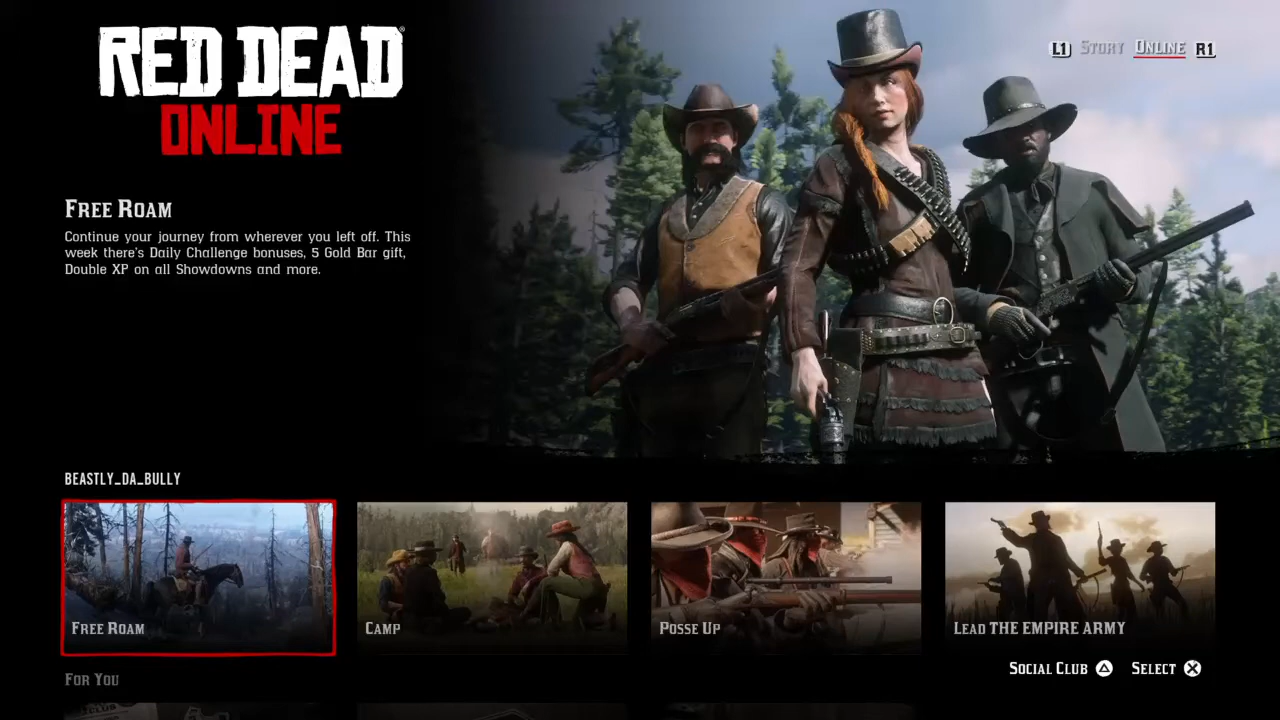 RED DEAD
ONLINE
L1 STORY ONLINE R1
FREE ROAM
Continue your journey from wherever you left off. This
week there's Daily Challenge bonuses, 5 Gold Bar gift,
Double XP on all Showdowns and more.
BEASTLY_DA_BULLY
FREE ROAM
CAMP
POSSE UP
LEAD THE EMPIRE ARMY
SOCIAL CLUB
SELECT
FOR YOU